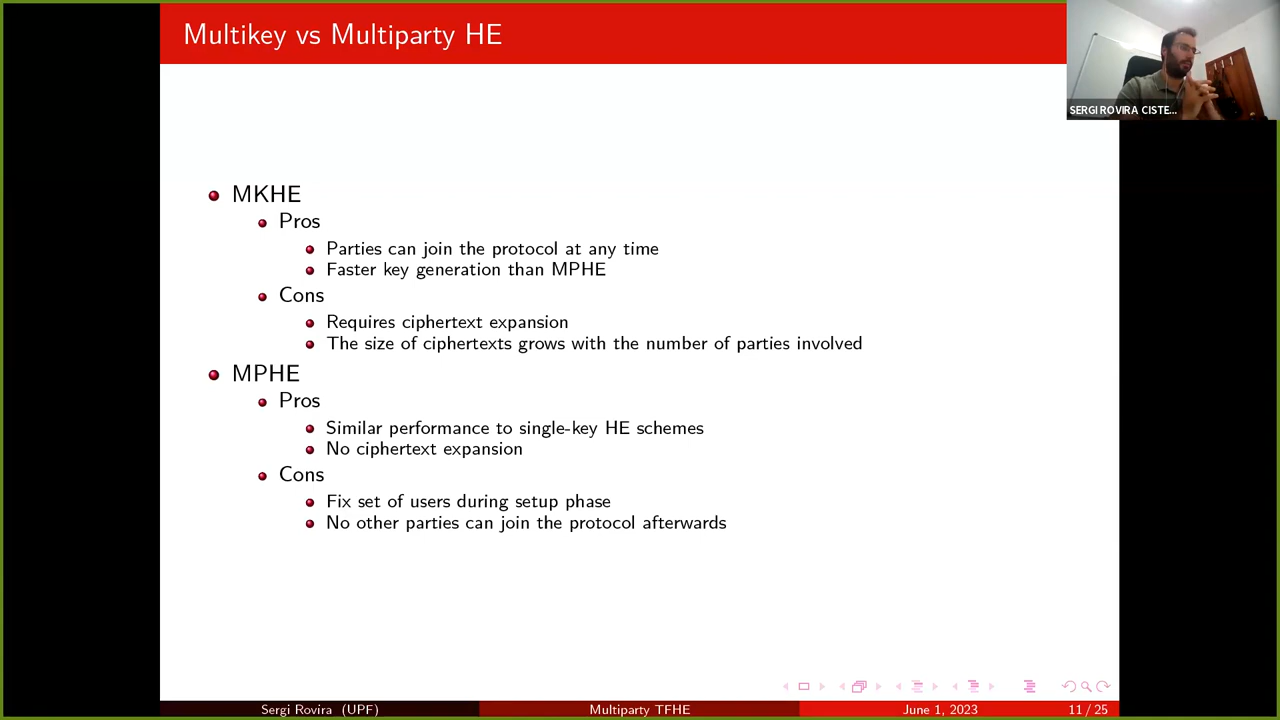 Multikey vs Multiparty HE
SERGI ROVIRA CISTE...
MKHE
Pros
Parties can join the protocol at any time
Faster key generation than MPHE
Cons
Requires ciphertext expansion
The size of ciphertexts grows with the number of parties involved
MPHE
Pros
Similar performance to single-key HE schemes
No ciphertext expansion
Cons
Fix set of users during setup phase
No other parties can join the protocol afterwards
Sergi Rovira (UPF)
Multiparty TFHE
June 1, 2023
11 / 25